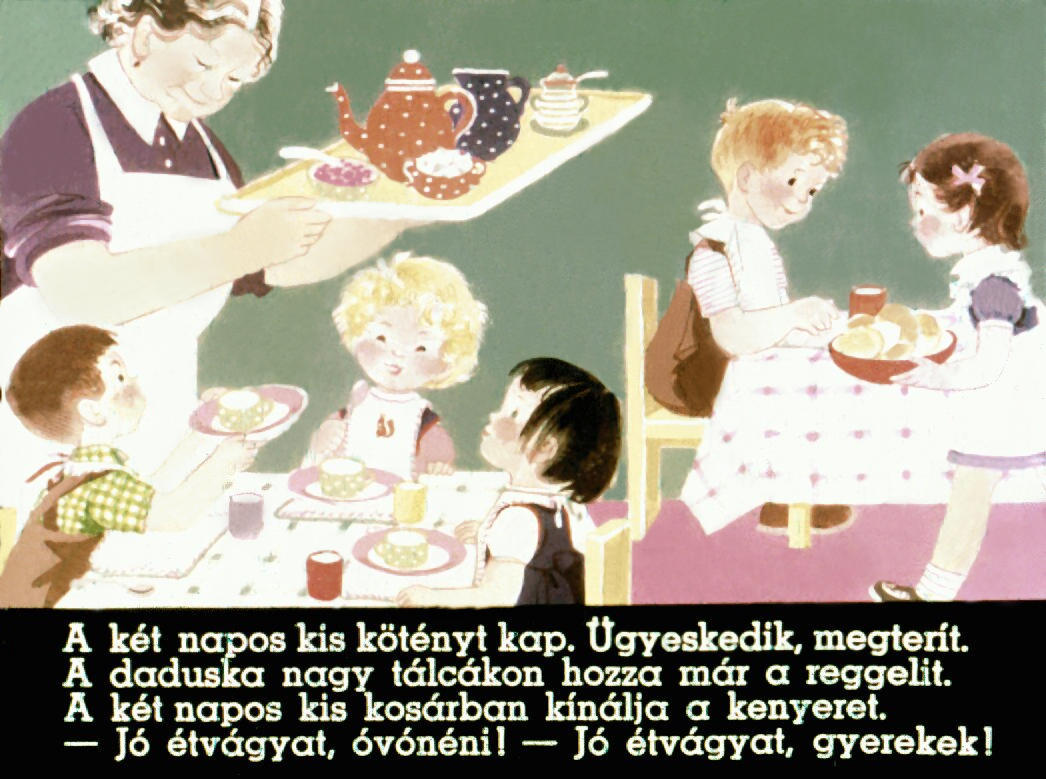 A két napos kis kötényt kap. Ügyeskedik, megterít.
A daduska nagy tálcákon hozza már a reggelit.
A két napos kis kosárban kínálja a kenyeret.
— Jó étvágyat, óvónéni! — Jó étvágyat, gyerekek!